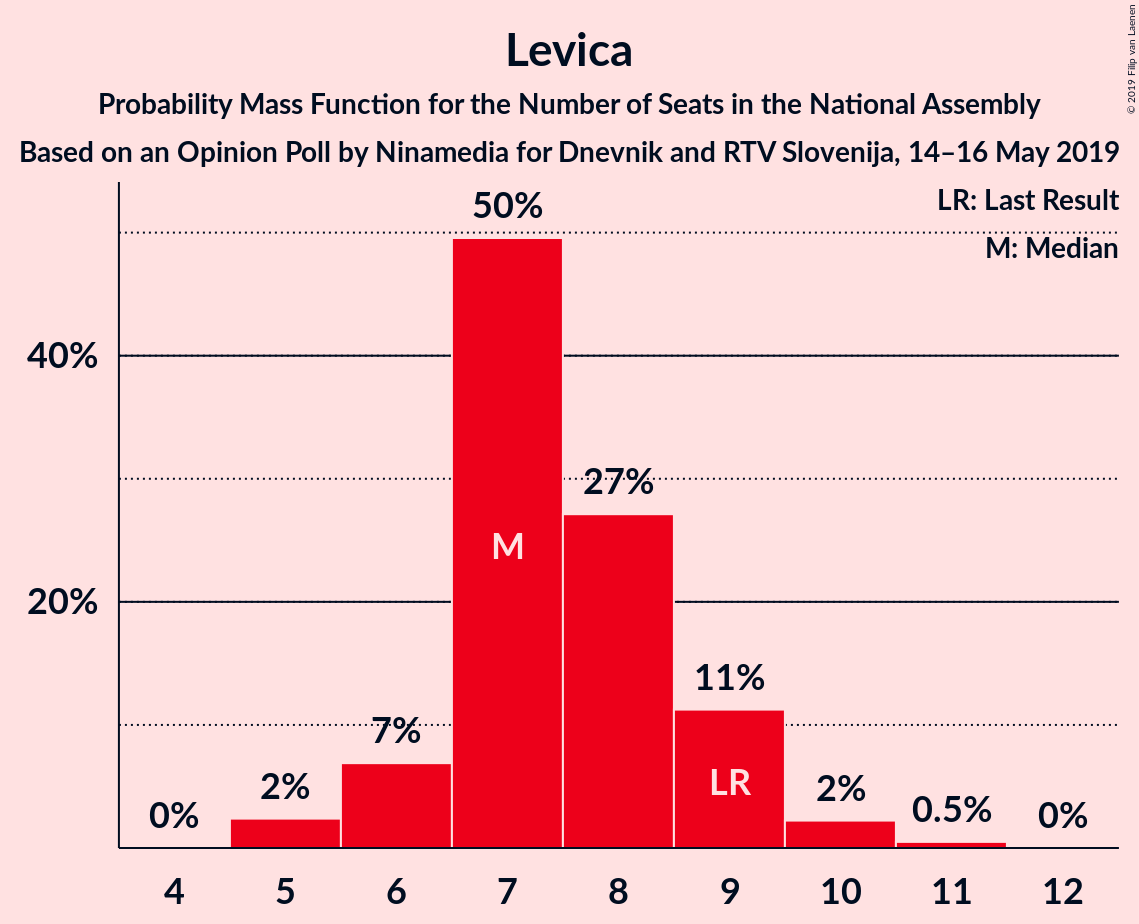 Levica
Probability Mass Function for the Number of Seats in the National Assembly
Based on an Opinion Poll by Ninamedia for Dnevnik and RTV Slovenija, 14–16 May 2019
© 2019 Filip van Laenen
LR: Last Result
M: Median
50%
40%
27%
M
20%
11%
7%
LR
2%
2%
0.5%
0%
0%
4 5 6 7 8 9 10 11 12